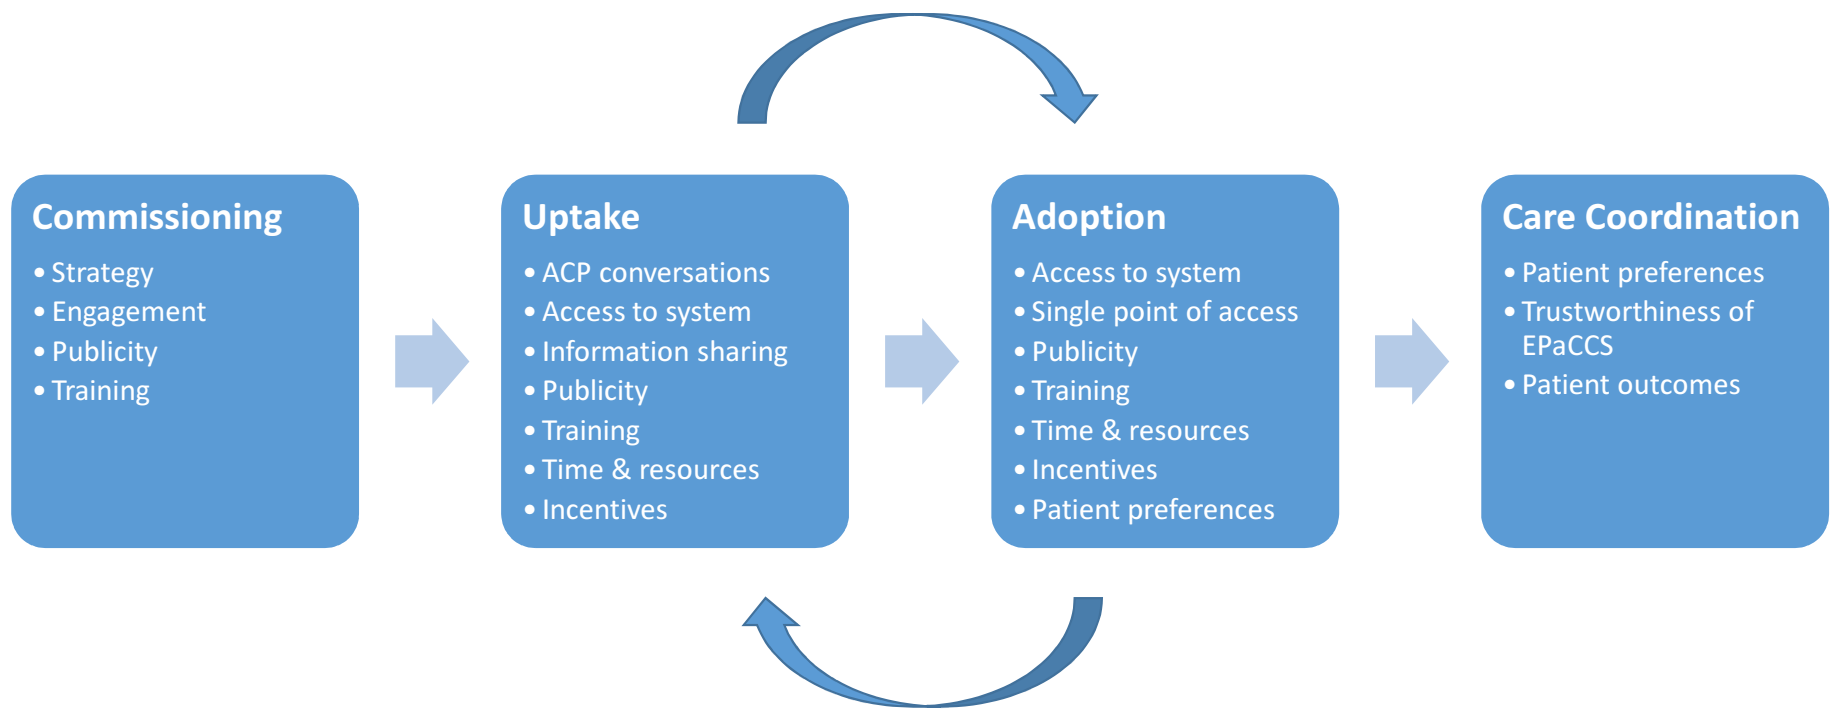 Commissioning
• Strategy
• Engagement
• Publicity
• Training
Uptake
• ACP conversations
• Access to system
• Information sharing
• Publicity
• Training
• Time & resources
• Incentives
Adoption
• Access to system
• Single point of access
• Publicity
• Training
• Time & resources
• Incentives
• Patient preferences
Care Coordination
• Patient preferences
• Trustworthiness of
EPaCCS
• Patient outcomes